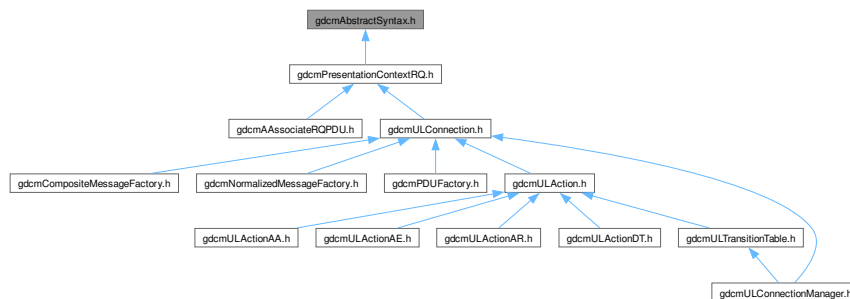 gdcmAbstractSyntax.h
gdcmPresentationContextRQ.h
gdcmAAssociateRQPDU.h
gdcmULConnection.h
gdcmCompositeMessageFactory.h
gdcmNormalizedMessageFactory.h
gdcmPDUFactory.h
gdcmULAction.h
gdcmULActionAA.h
gdcmULActionAE.h
gdcmULActionAR.h
gdcmULActionDT.h
gdcmULTransitionTable.h
gdcmULConnectionManager.h